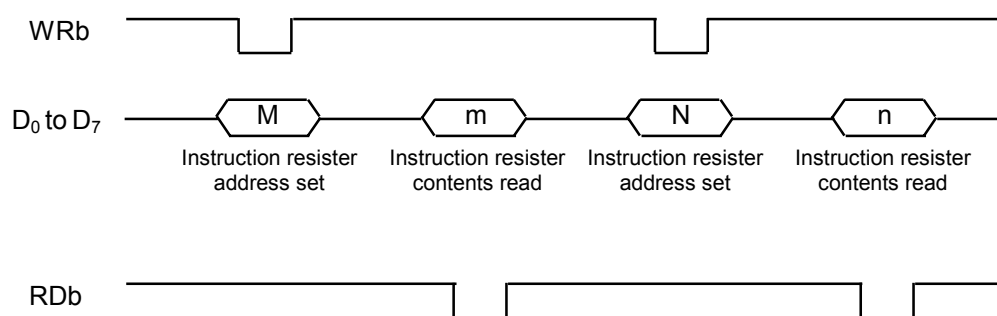 WRb
D0 to D7
M
m
N
n
Instruction resister
address set
Instruction resister
contents read
Instruction resister
address set
Instruction resister
contents read
RDb